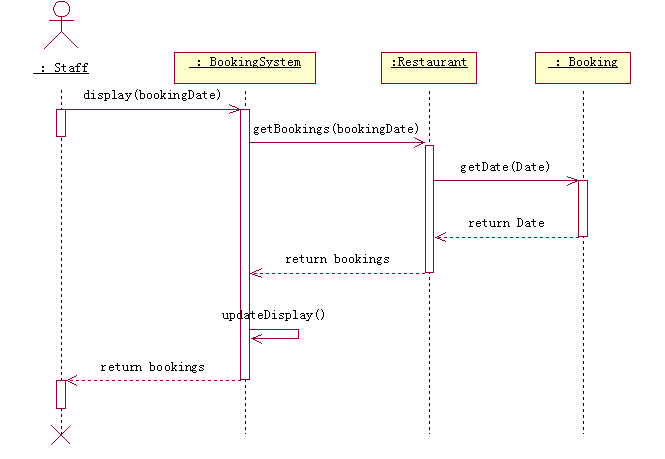 : Staff
: BookingSystem
:Restaurant
: Booking
display(bookingDate)
getBookings(bookingDate)
getDate(Date)
return Date
return bookings
updateDisplay()
return bookings